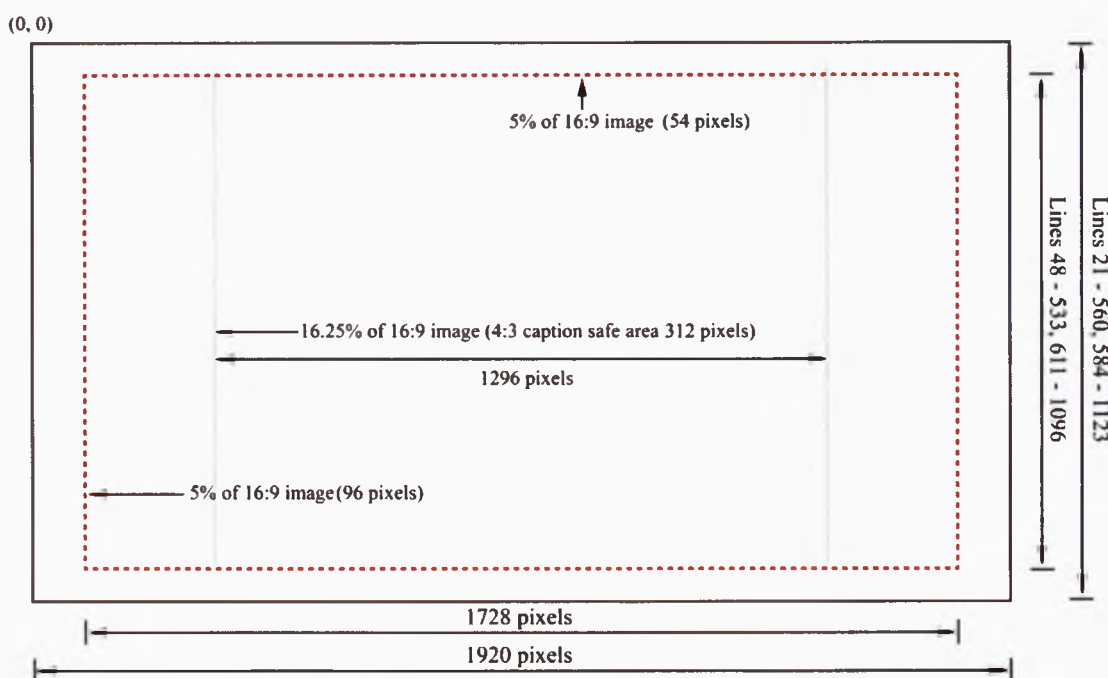 (0, 0)
5% of 16:9 image (54 pixels)
16.25% of 16:9 image (4:3 caption safe area 312 pixels)
1296 pixels
5% of 16:9 image (96 pixels)
Lines 48 - 533, 611 - 1096
Lines 21 - 560, 584 - 1123
1728 pixels
1920 pixels